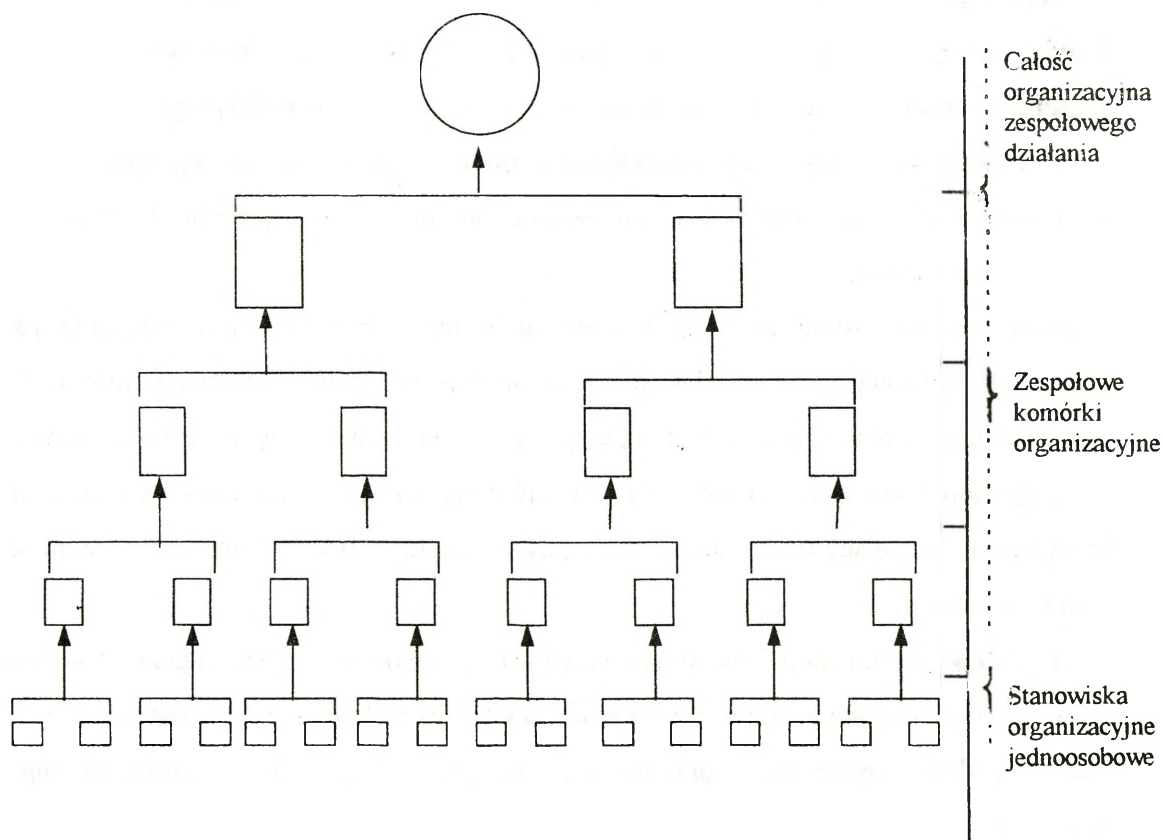 Całość
organizacyjna
zespołowego
działania
Zespołowe
komórki
organizacyjne
Stanowiska
organizacyjne
jednoosobowe